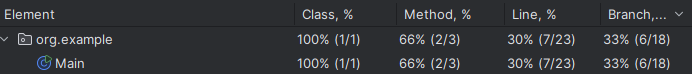 Element Class, % Method, % Line, % Branch,...
org.example 100% (1/1) 66% (2/3) 30% (7/23) 33% (6/18)
Main 100% (1/1) 66% (2/3) 30% (7/23) 33% (6/18)